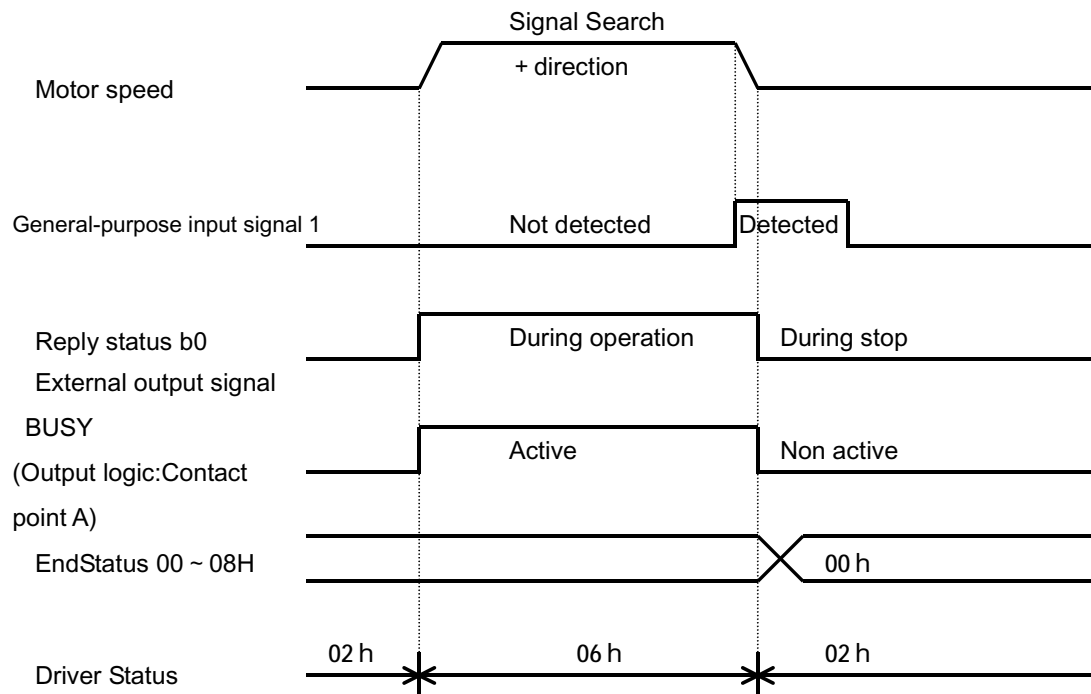 Signal Search
+ direction
Motor speed
General-purpose input signal 1
Not detected
Detected
Reply status b0
During operation
During stop
External output signal
BUSY
(Output logic:Contact
point A)
Active
Non active
EndStatus 00 ~ 08H
00 h
02 h
06 h
02 h
Driver Status